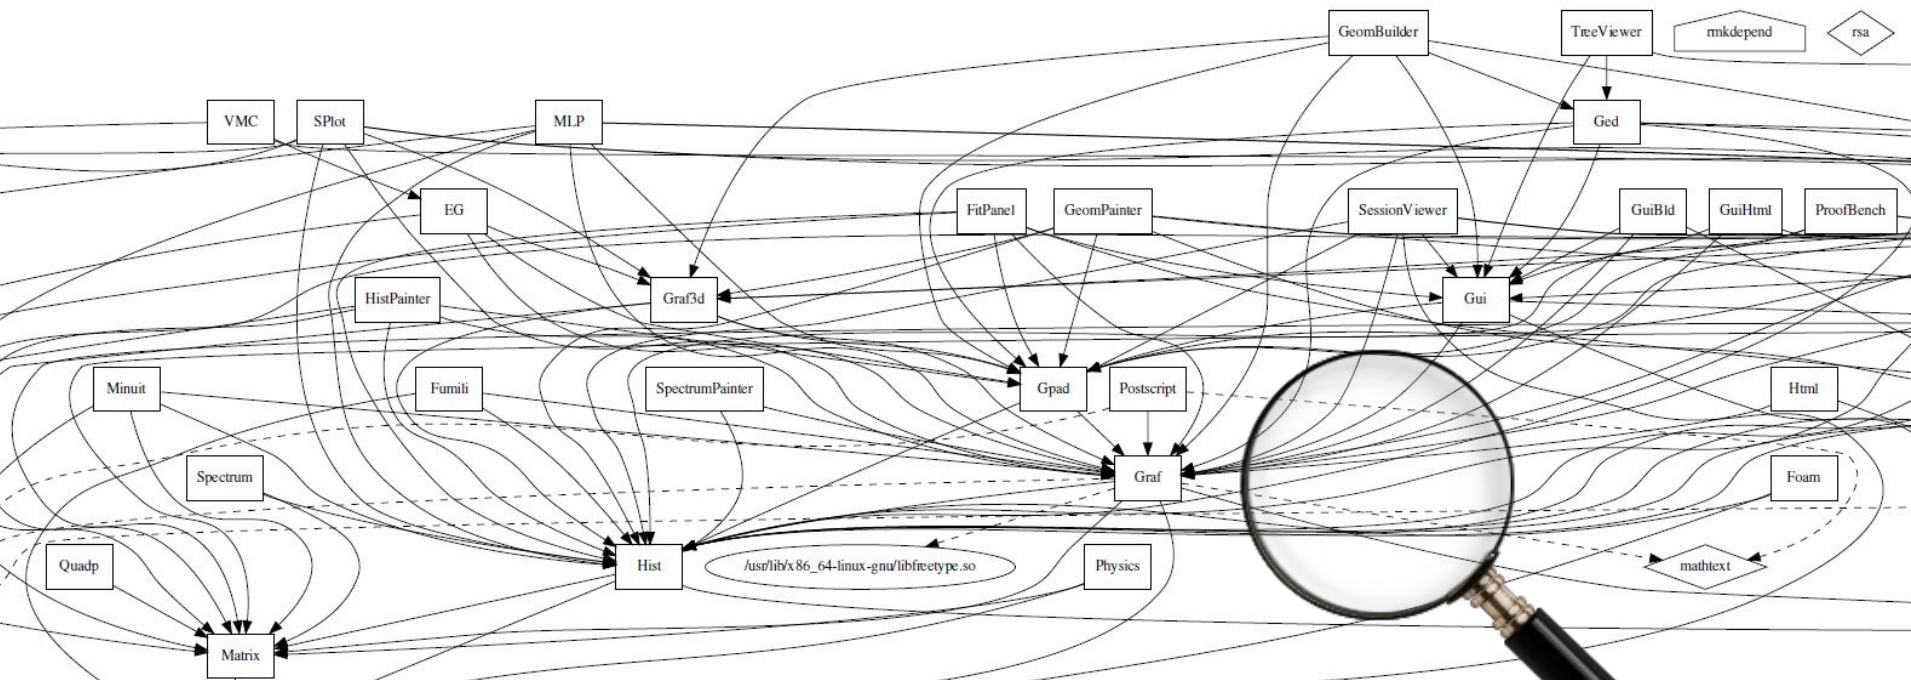 GeomBuilder
TreeViewer
rmkdepend
rsa
VMC
SPlot
MLP
Ged
EG
FitPanel
GeomPainter
SessionViewer
GuiBld
GuiHtml
ProofBench
HistPainter
Graf3d
Gui
Minuit
Fumili
SpectrumPainter
Gpad
Postscript
Html
Spectrum
Graf
Foam
Quadp
Hist
/usr/lib/x86_64-linux-gnu/libfreetype.so
Physics
mathtext
Matrix